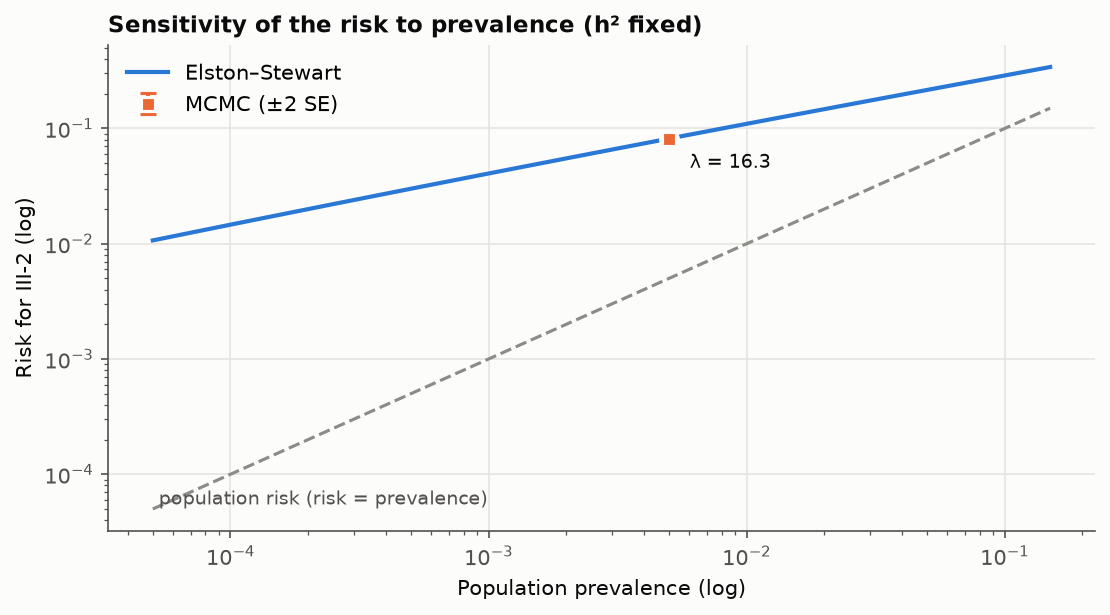 Sensitivity of the risk to prevalence (h² fixed)
Elston–Stewart
MCMC (±2 SE)
λ = 16.3
population risk (risk = prevalence)
Risk for III-2 (log)
10⁻¹
10⁻²
10⁻³
10⁻⁴
10⁻⁴ 10⁻³ 10⁻² 10⁻¹
Population prevalence (log)